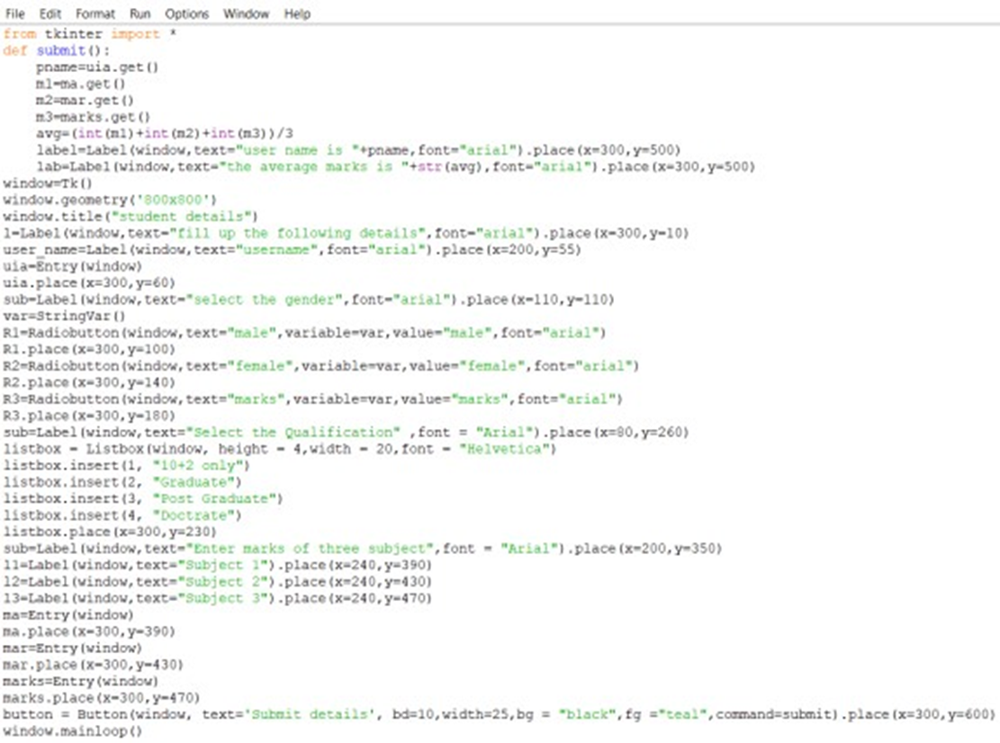 File Edit Format Run Options Window Help
from tkinter import *
def submit():
    pname=uia.get()
    m1=ma.get()
    m2=mar.get()
    m3=marks.get()
    avg=(int(m1)+int(m2)+int(m3))/3
    label=Label(window,text="user name is "+pname,font="arial").place(x=300,y=500)
    lab=Label(window,text="the average marks is "+str(avg),font="arial").place(x=300,y=500)
window=Tk()
window.geometry('800x800')
window.title("student details")
l=Label(window,text="fill up the following details",font="arial").place(x=300,y=10)
user_name=Label(window,text="username",font="arial").place(x=200,y=55)
uia=Entry(window)
uia.place(x=300,y=60)
sub=Label(window,text="select the gender",font="arial").place(x=110,y=110)
var=StringVar()
R1=Radiobutton(window,text="male",variable=var,value="male",font="arial")
R1.place(x=300,y=100)
R2=Radiobutton(window,text="female",variable=var,value="female",font="arial")
R2.place(x=300,y=140)
R3=Radiobutton(window,text="marks",variable=var,value="marks",font="arial")
R3.place(x=300,y=180)
sub=Label(window,text="Select the Qualification" ,font = "Arial").place(x=80,y=260)
listbox = Listbox(window, height = 4,width = 20,font = "Helvetica")
listbox.insert(1, "10+2 only")
listbox.insert(2, "Graduate")
listbox.insert(3, "Post Graduate")
listbox.insert(4, "Doctrate")
listbox.place(x=300,y=230)
sub=Label(window,text="Enter marks of three subject",font = "Arial").place(x=200,y=350)
l1=Label(window,text="Subject 1").place(x=240,y=390)
l2=Label(window,text="Subject 2").place(x=240,y=430)
l3=Label(window,text="Subject 3").place(x=240,y=470)
ma=Entry(window)
ma.place(x=300,y=390)
mar=Entry(window)
mar.place(x=300,y=430)
marks=Entry(window)
marks.place(x=300,y=470)
button = Button(window, text='Submit details', bd=10,width=25,bg = "black",fg ="teal",command=submit).place(x=300,y=600)
window.mainloop()